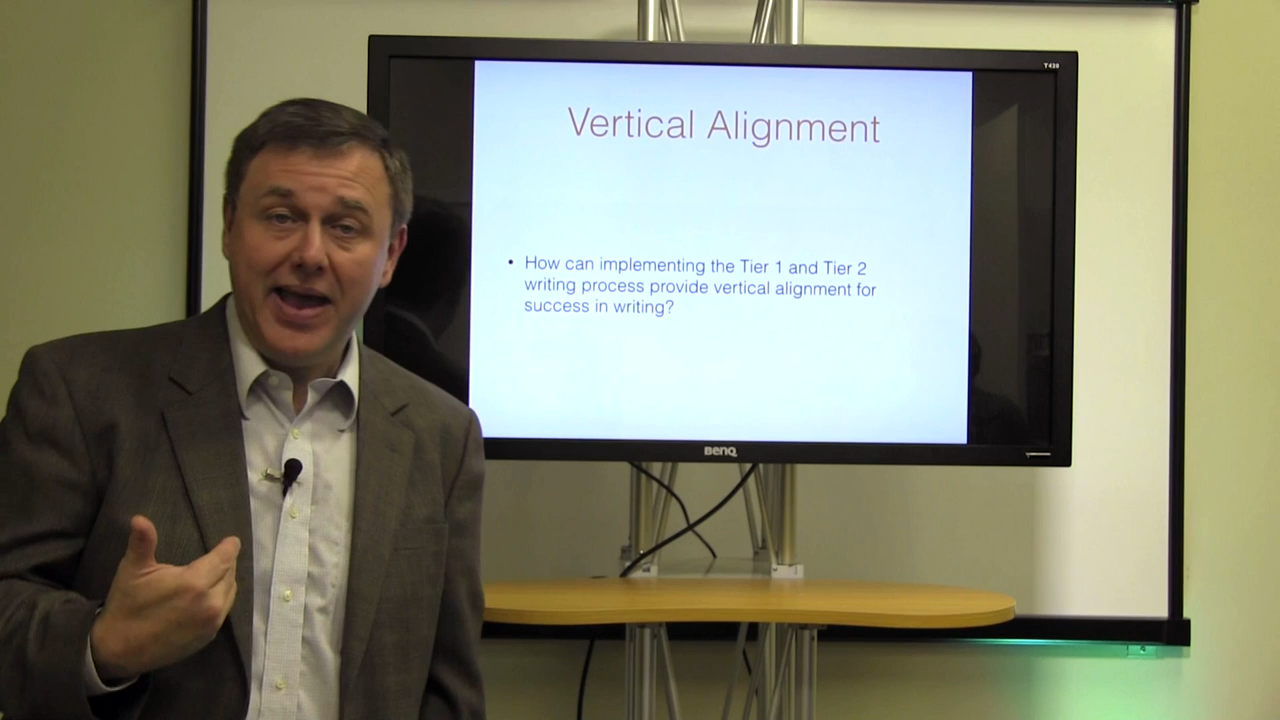 T420
Vertical Alignment
• How can implementing the Tier 1 and Tier 2
writing process provide vertical alignment for
success in writing?
BenQ